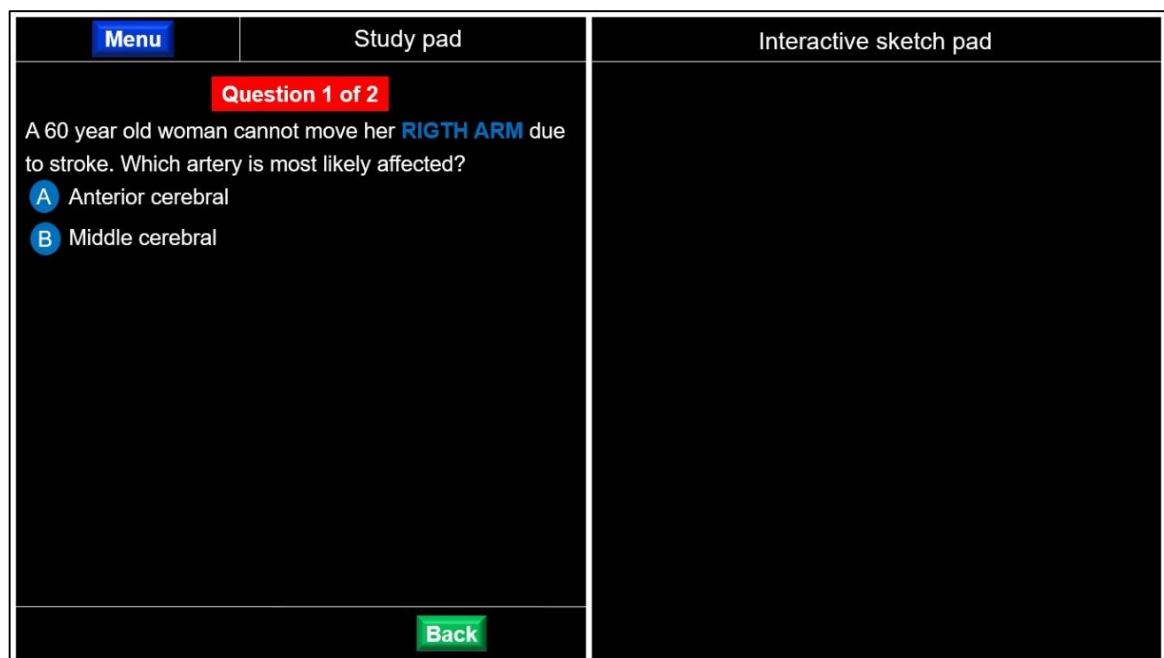 Menu
Study pad
Interactive sketch pad
Question 1 of 2
A 60 year old woman cannot move her RIGTH ARM due
to stroke. Which artery is most likely affected?
A Anterior cerebral
B Middle cerebral
Back